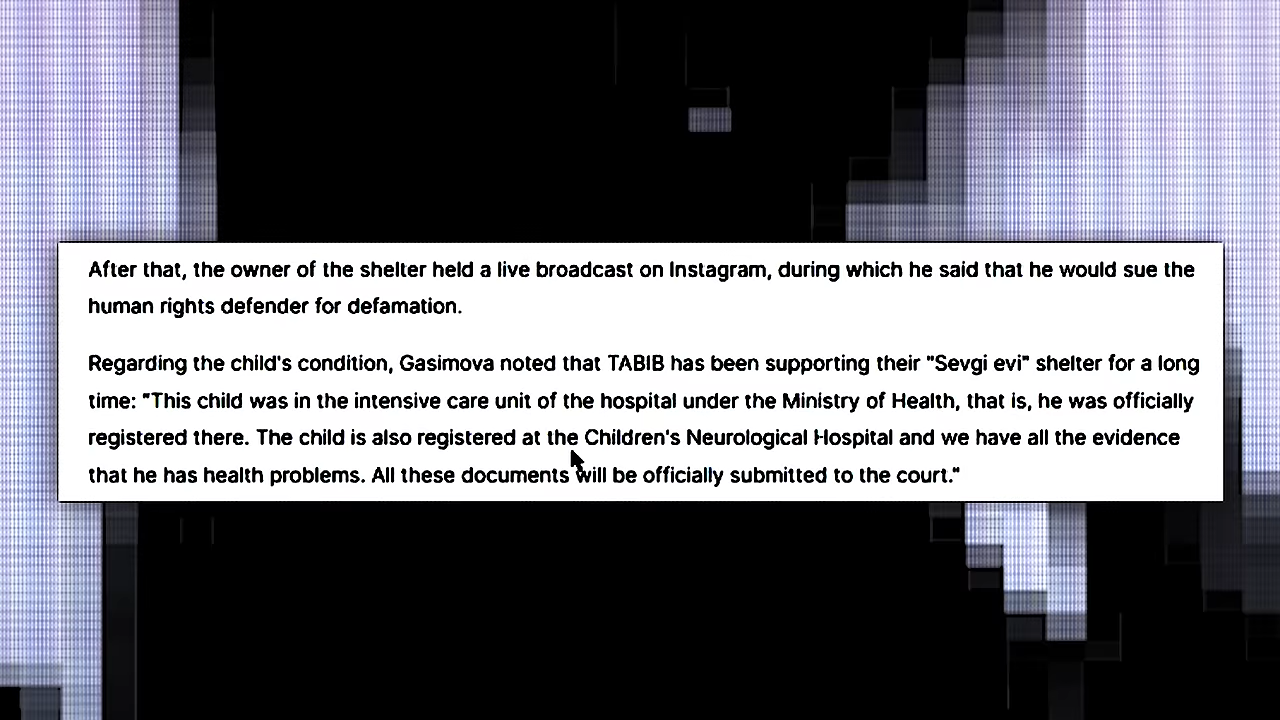 After that, the owner of the shelter held a live broadcast on Instagram, during which he said that he would sue the
human rights defender for defamation.
Regarding the child's condition, Gasimova noted that TABIB has been supporting their "Sevgi evi" shelter for a long
time: "This child was in the intensive care unit of the hospital under the Ministry of Health, that is, he was officially
registered there. The child is also registered at the Children's Neurological Hospital and we have all the evidence
that he has health problems. All these documents will be officially submitted to the court."